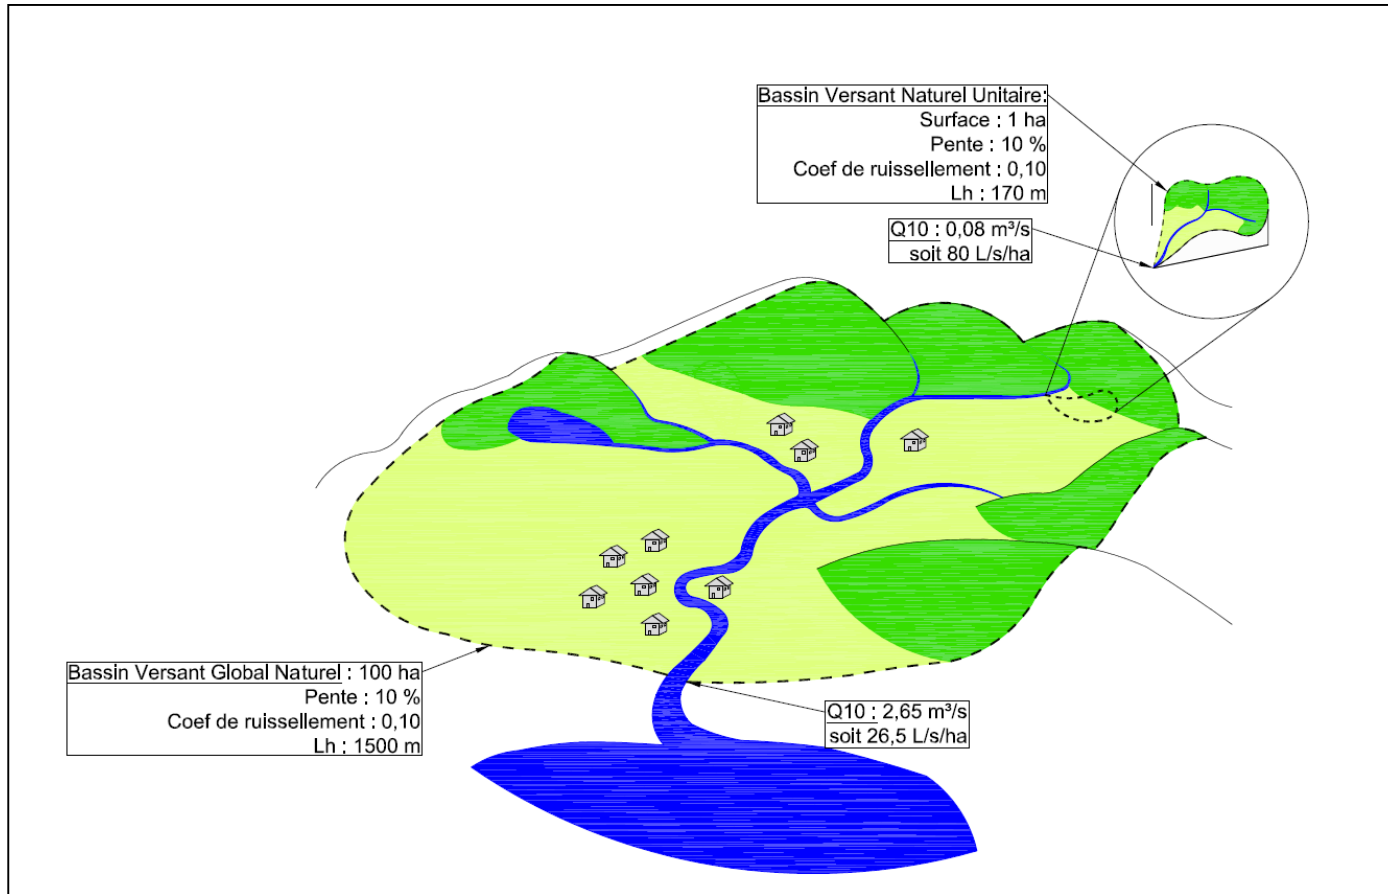 Bassin Versant Naturel Unitaire:
Surface : 1 ha
Pente : 10 %
Coef de ruissellement : 0,10
Lh : 170 m
Q10 : 0,08 m³/s
soit 80 L/s/ha
Bassin Versant Global Naturel : 100 ha
Pente : 10 %
Coef de ruissellement : 0,10
Lh : 1500 m
Q10 : 2,65 m³/s
soit 26,5 L/s/ha